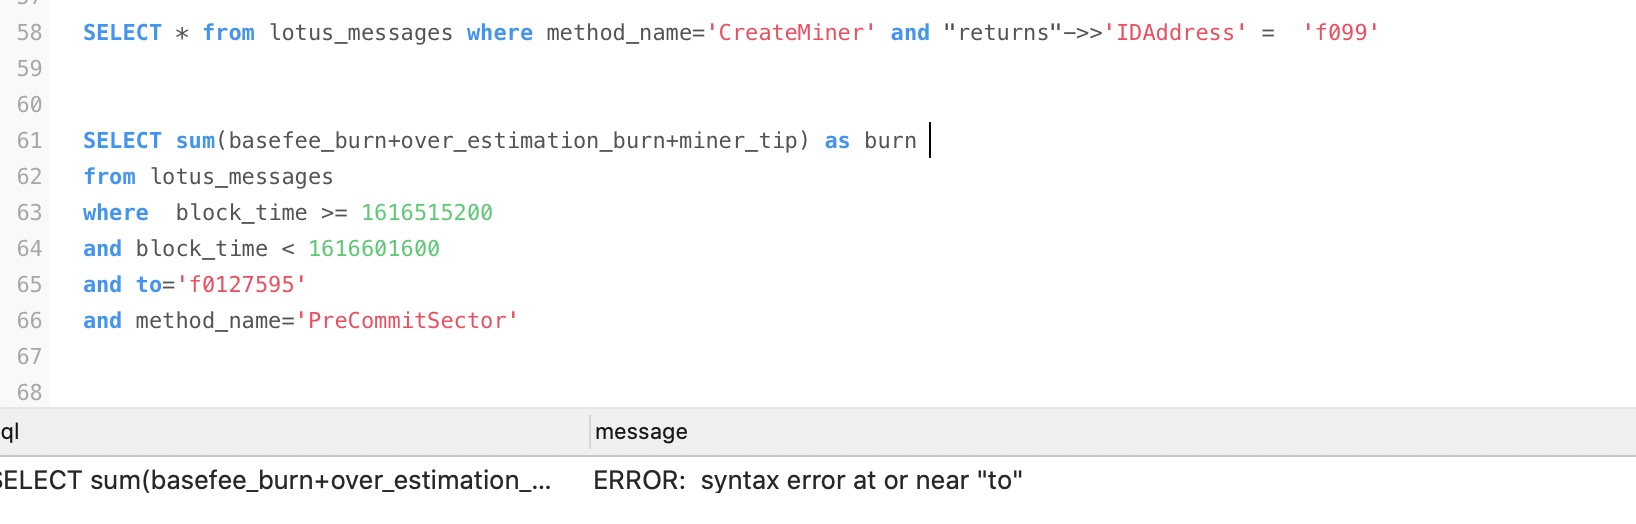 58 SELECT * from lotus_messages where method_name='CreateMiner' and "returns"->>'IDAddress' =  'f099'
59
60
61 SELECT sum(basefee_burn+over_estimation_burn+miner_tip) as burn
62 from lotus_messages
63 where  block_time >= 1616515200
64 and block_time < 1616601600
65 and to='f0127595'
66 and method_name='PreCommitSector'
67
68
ql message
SELECT sum(basefee_burn+over_estimation_... ERROR:  syntax error at or near "to"